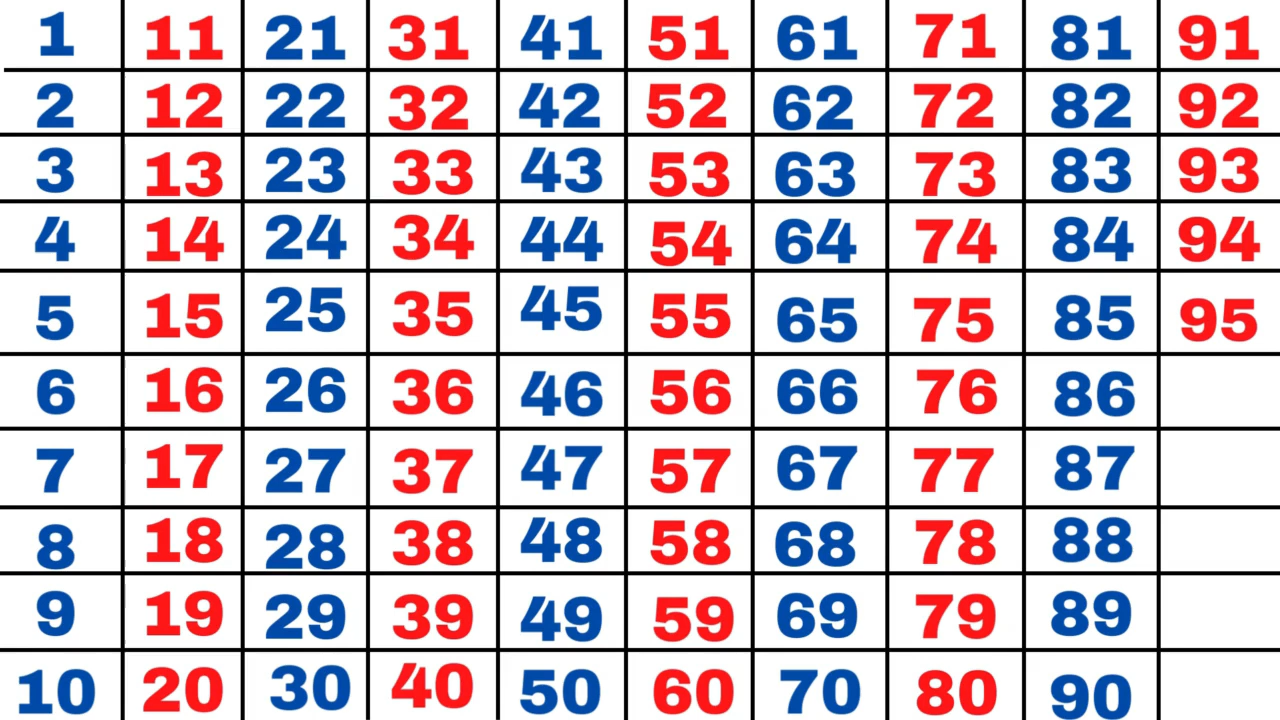 1 11 21 31 41 51 61 71 81 91
2 12 22 32 42 52 62 72 82 92
3 13 23 33 43 53 63 73 83 93
4 14 24 34 44 54 64 74 84 94
5 15 25 35 45 55 65 75 85 95
6 16 26 36 46 56 66 76 86
7 17 27 37 47 57 67 77 87
8 18 28 38 48 58 68 78 88
9 19 29 39 49 59 69 79 89
10 20 30 40 50 60 70 80 90